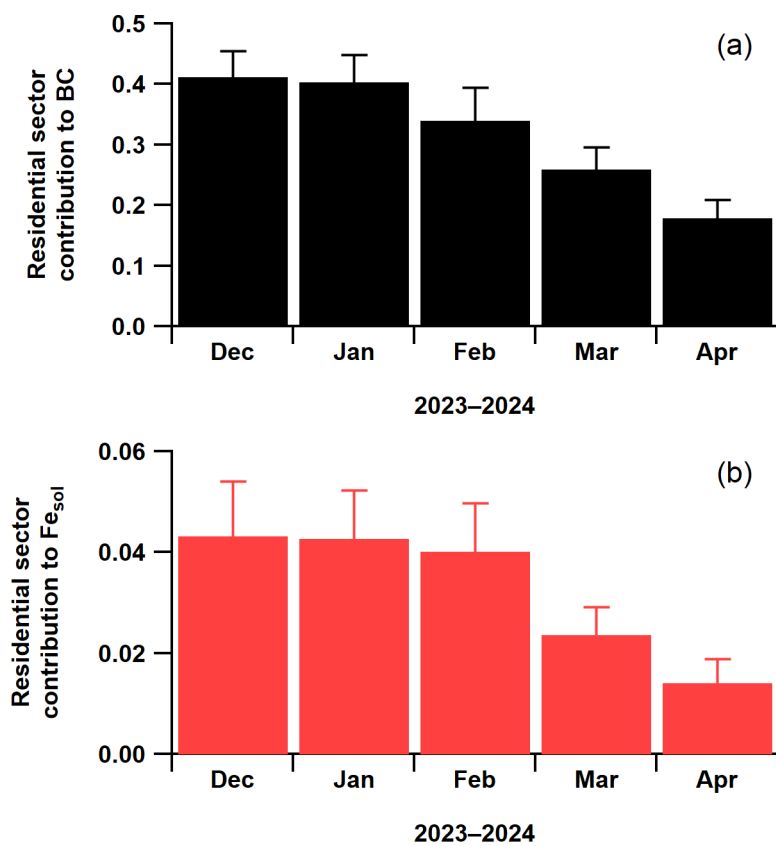 Residential sector
contribution to BC
0.5
0.4
0.3
0.2
0.1
0.0
(a)
Dec Jan Feb Mar Apr
2023–2024
Residential sector
contribution to Fesol
0.06
0.04
0.02
0.00
(b)
Dec Jan Feb Mar Apr
2023–2024